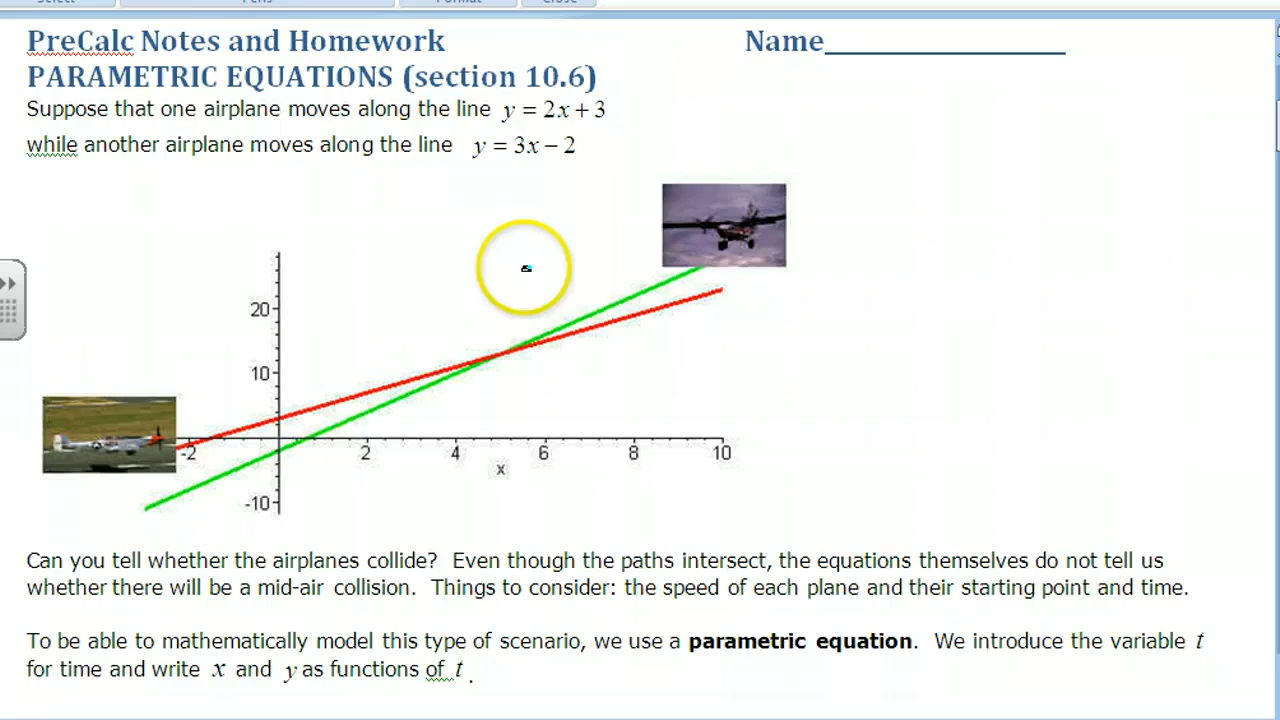 Select Pens Format Close
PreCalc Notes and Homework Name_________________
PARAMETRIC EQUATIONS (section 10.6)
Suppose that one airplane moves along the line y = 2x + 3
while another airplane moves along the line y = 3x − 2
20
10
-2 2 4 6 8 10
x
-10
Can you tell whether the airplanes collide? Even though the paths intersect, the equations themselves do not tell us
whether there will be a mid-air collision. Things to consider: the speed of each plane and their starting point and time.
To be able to mathematically model this type of scenario, we use a parametric equation. We introduce the variable t
for time and write x and y as functions of t .